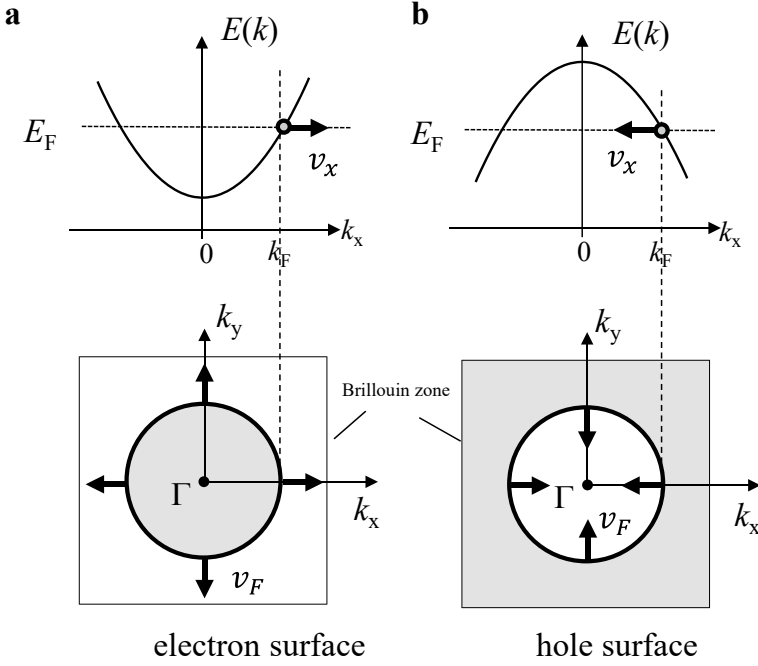 a
E(k)
E_F
v_x
0
k_F
k_x
b
E(k)
E_F
v_x
0
k_F
k_x
k_y
Γ
k_x
v_F
Brillouin zone
k_y
Γ
k_x
v_F
electron surface
hole surface